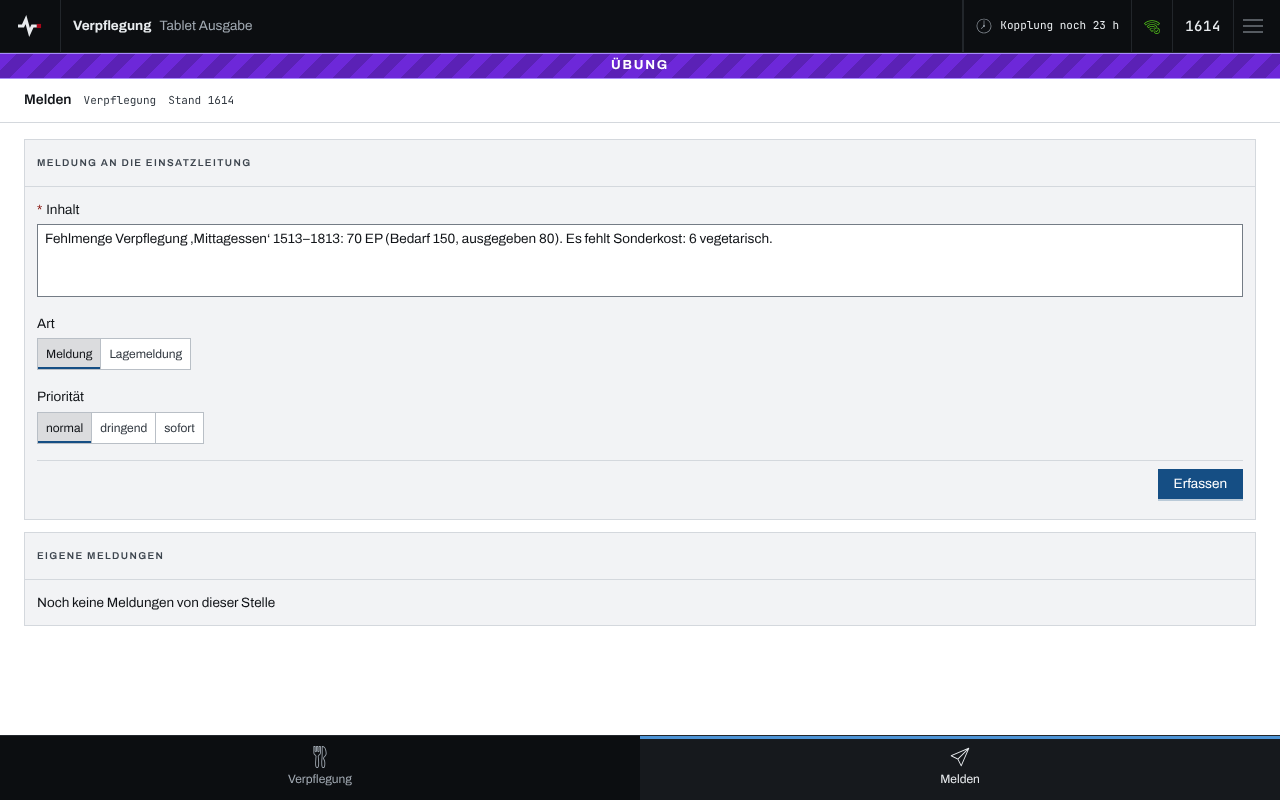 Verpflegung Tablet Ausgabe
Kopplung noch 23 h
1614
ÜBUNG
Melden Verpflegung Stand 1614
MELDUNG AN DIE EINSATZLEITUNG
* Inhalt
Fehlmenge Verpflegung ‚Mittagessen‘ 1513–1813: 70 EP (Bedarf 150, ausgegeben 80). Es fehlt Sonderkost: 6 vegetarisch.
Art
Meldung Lagemeldung
Priorität
normal dringend sofort
Erfassen
EIGENE MELDUNGEN
Noch keine Meldungen von dieser Stelle
Verpflegung
Melden